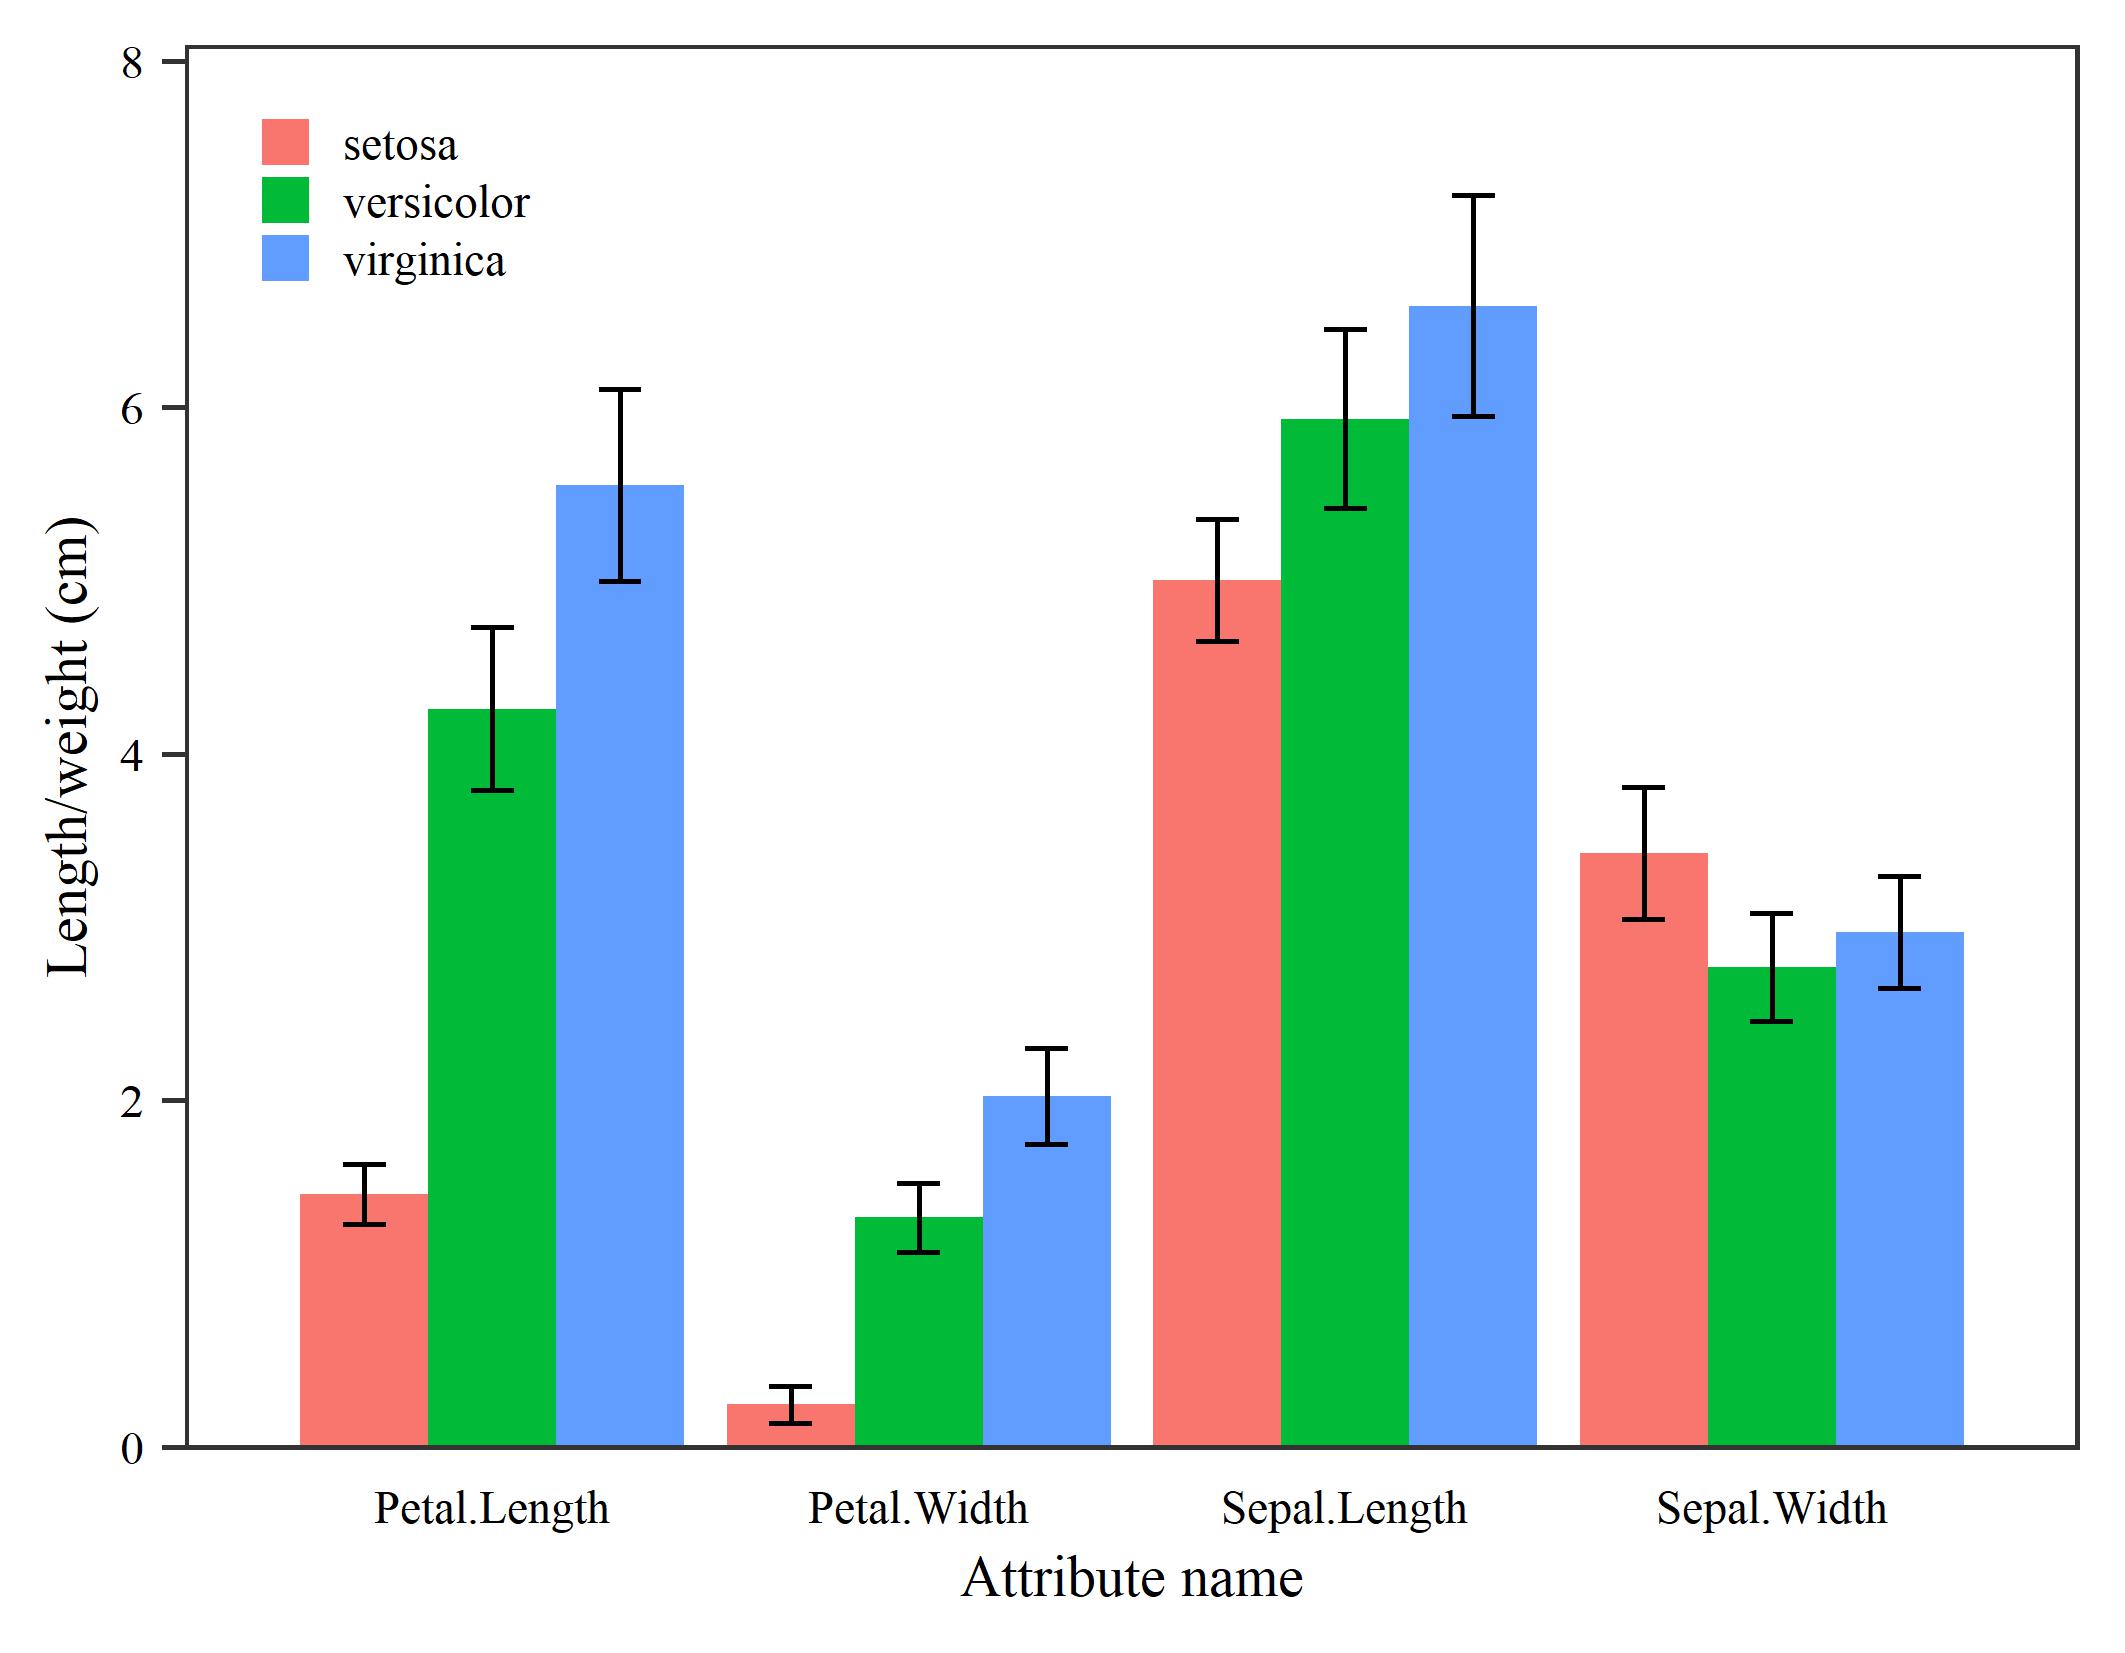 8
6
4
2
0
Length/weight (cm)
setosa
versicolor
virginica
Petal.Length
Petal.Width
Sepal.Length
Sepal.Width
Attribute name